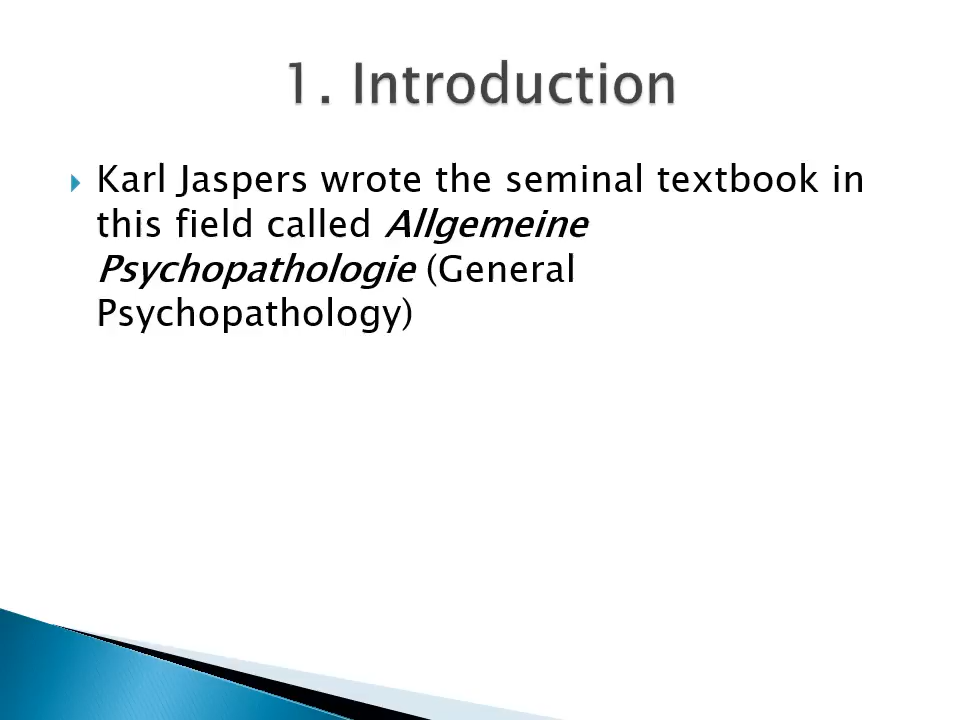 1. Introduction
Karl Jaspers wrote the seminal textbook in
this field called Allgemeine
Psychopathologie (General
Psychopathology)